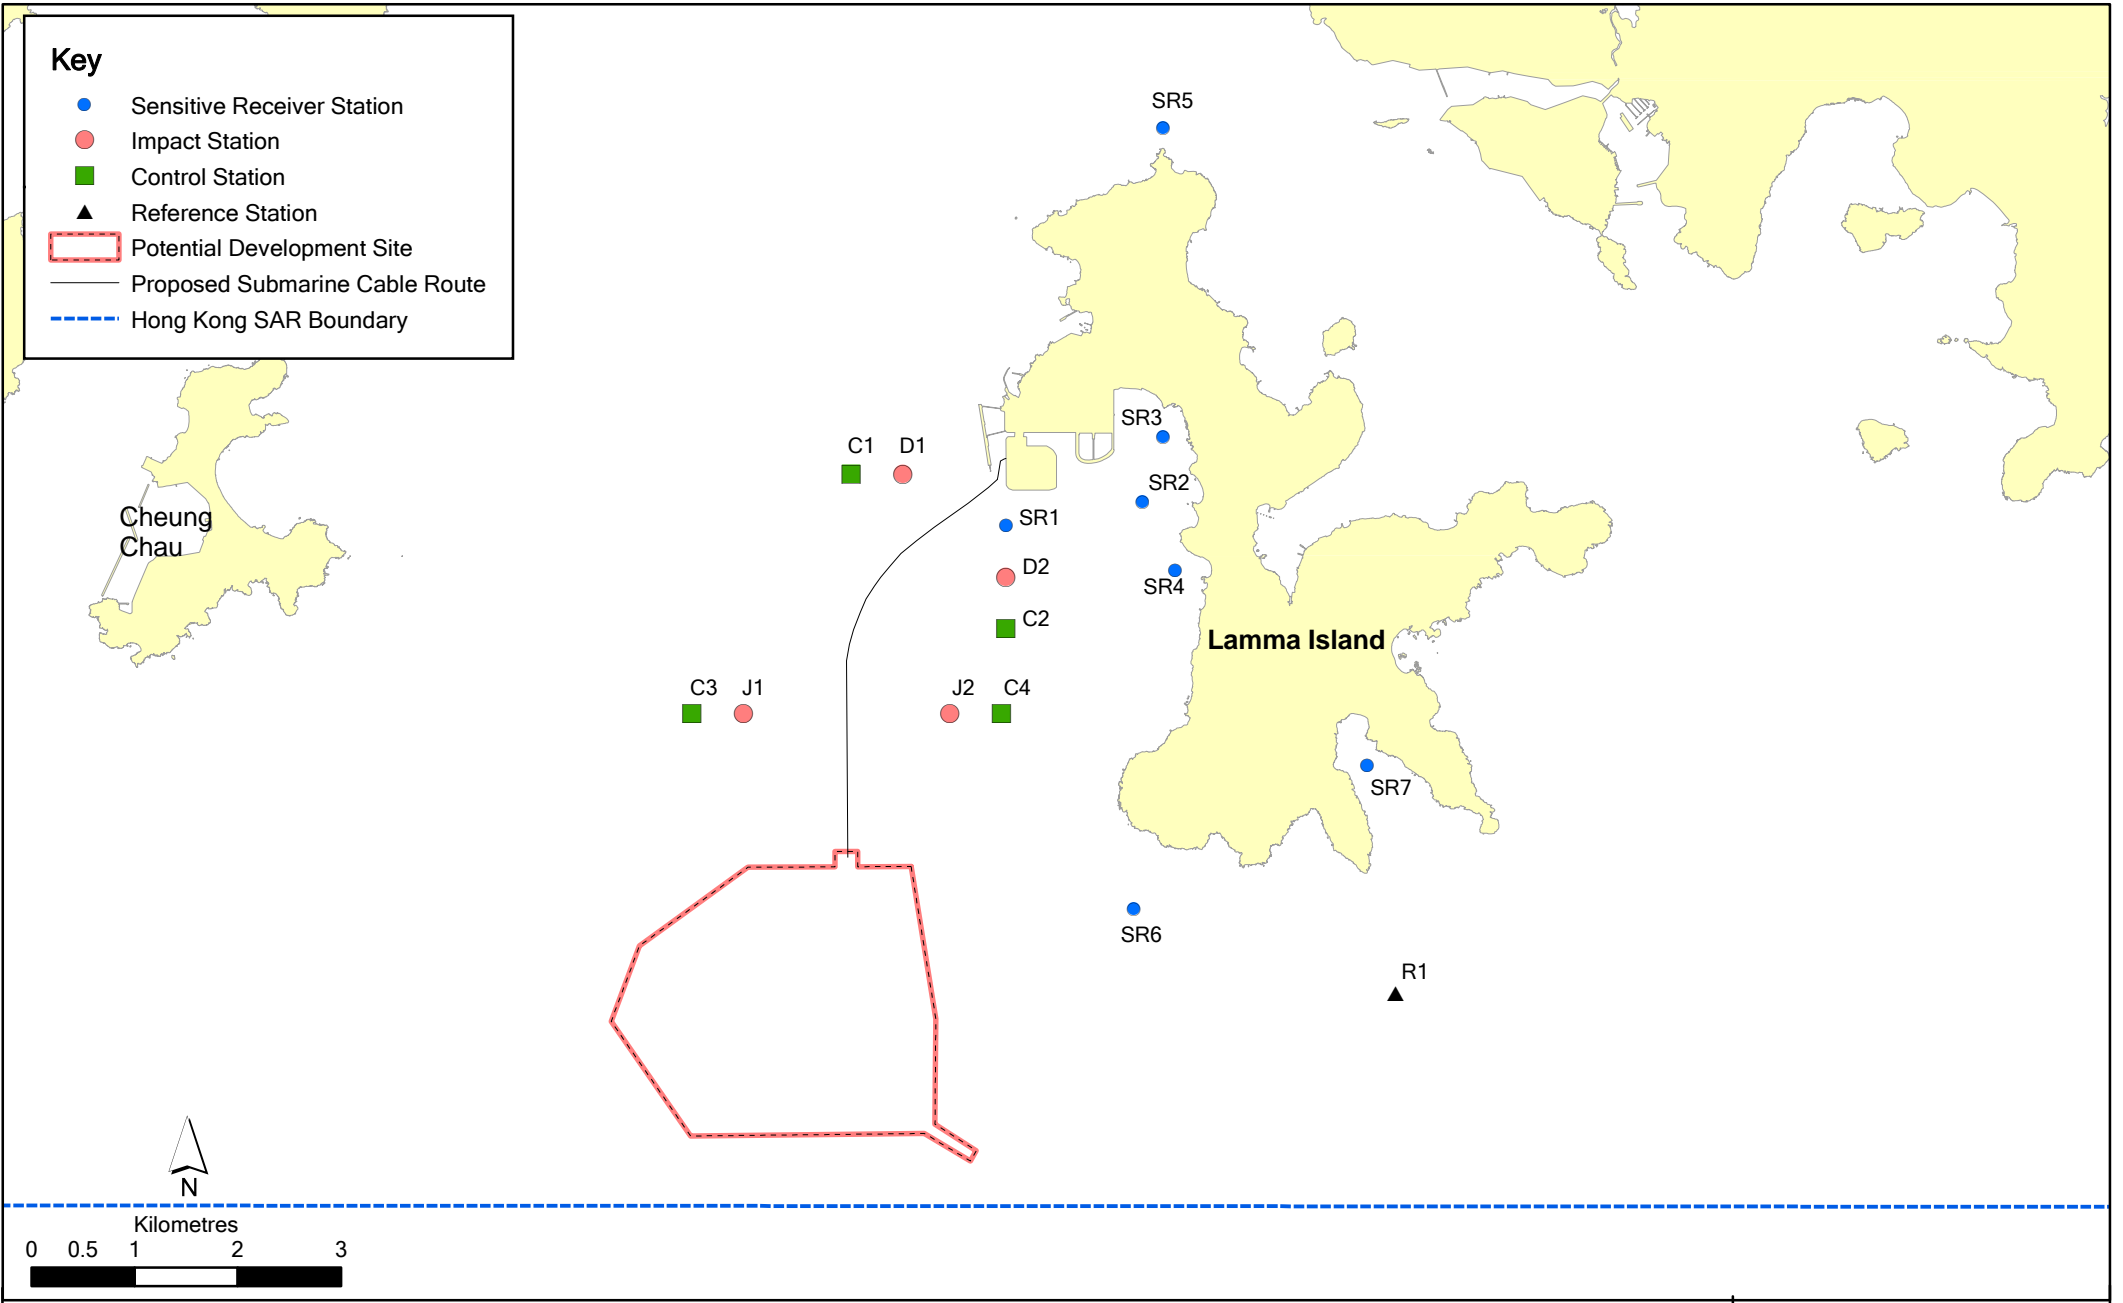 Key
Sensitive Receiver Station
Impact Station
Control Station
Reference Station
Potential Development Site
Proposed Submarine Cable Route
Hong Kong SAR Boundary
SR5
SR3
C1 D1
SR2
SR1
Cheung
Chau
D2
SR4
C2
Lamma Island
C3 J1 J2 C4
SR7
SR6
R1
N
Kilometres
0 0.5 1 2 3